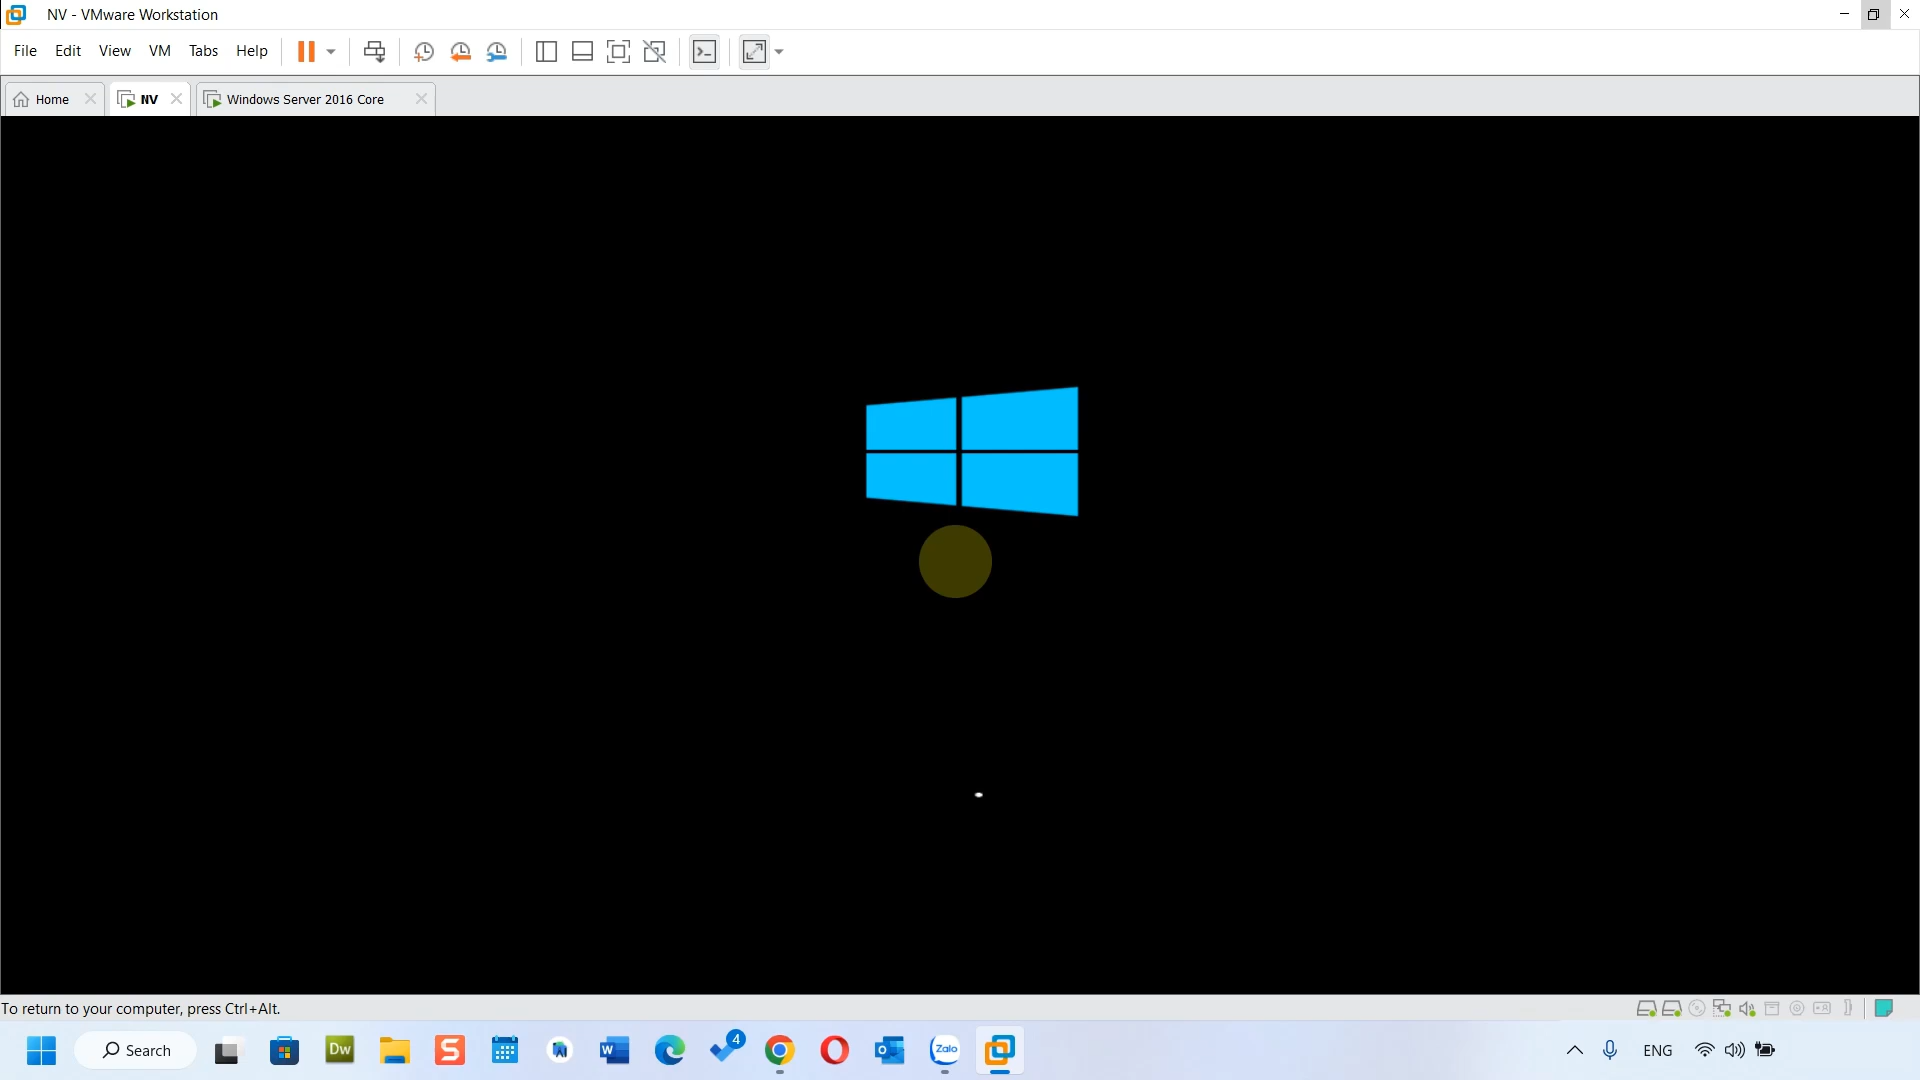 NV - VMware Workstation
File Edit View VM Tabs Help
Home NV Windows Server 2016 Core
To return to your computer, press Ctrl+Alt.
Search Dw S W 4 Zalo ENG